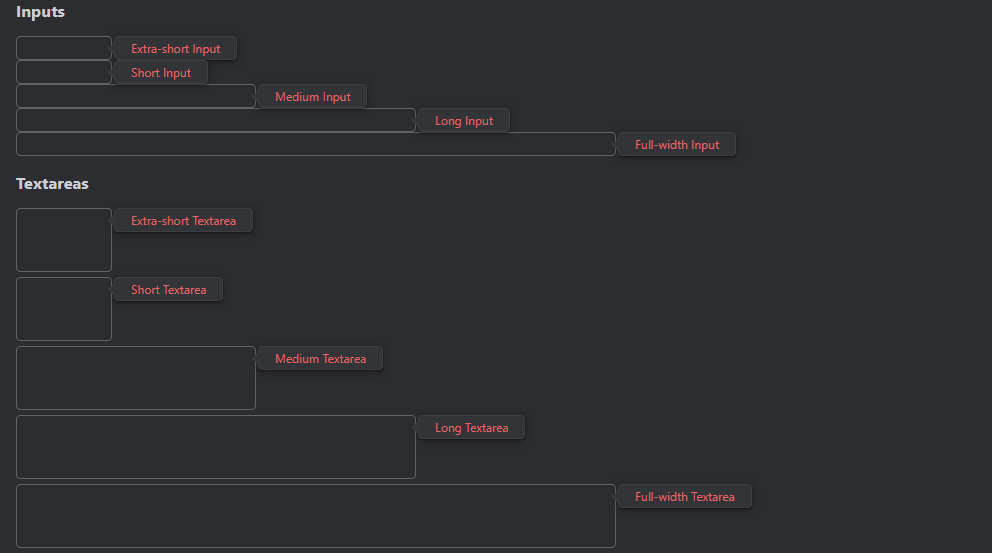 Inputs
Extra-short Input
Short Input
Medium Input
Long Input
Full-width Input
Textareas
Extra-short Textarea
Short Textarea
Medium Textarea
Long Textarea
Full-width Textarea